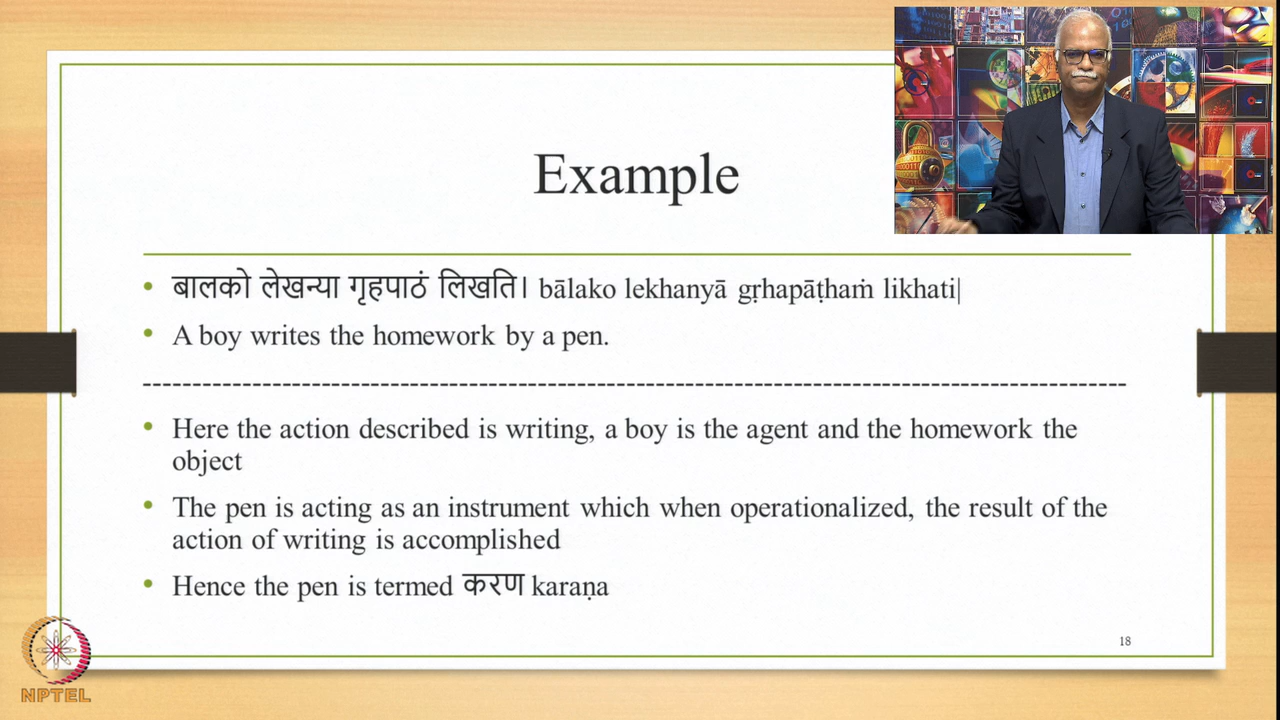 Example
• बालको लेखन्या गृहपाठं लिखति। bālako lekhanyā gṛhapāṭhaṁ likhati|
• A boy writes the homework by a pen.
--------------------------------------------------------------------------------------------------
• Here the action described is writing, a boy is the agent and the homework the
object
• The pen is acting as an instrument which when operationalized, the result of the
action of writing is accomplished
• Hence the pen is termed करण karaṇa
18
NPTEL